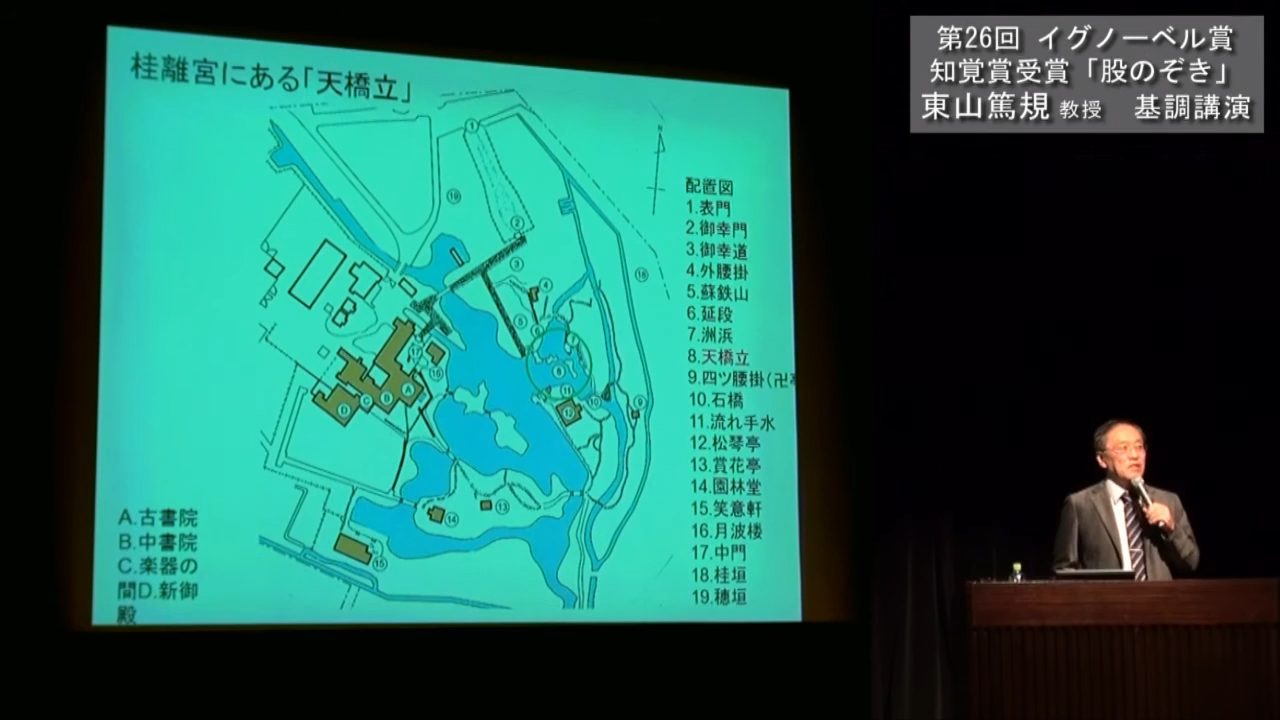 第26回 イグノーベル賞
知覚賞受賞「股のぞき」
東山篤規 教授 基調講演
桂離宮にある「天橋立」
配置図
1.表門
2.御幸門
3.御幸道
4.外腰掛
5.蘇鉄山
6.延段
7.洲浜
8.天橋立
9.四ツ腰掛(卍亭
10.石橋
11.流れ手水
12.松琴亭
13.賞花亭
14.園林堂
15.笑意軒
16.月波楼
17.中門
18.桂垣
19.穂垣
A.古書院
B.中書院
C.楽器の
間D.新御
殿